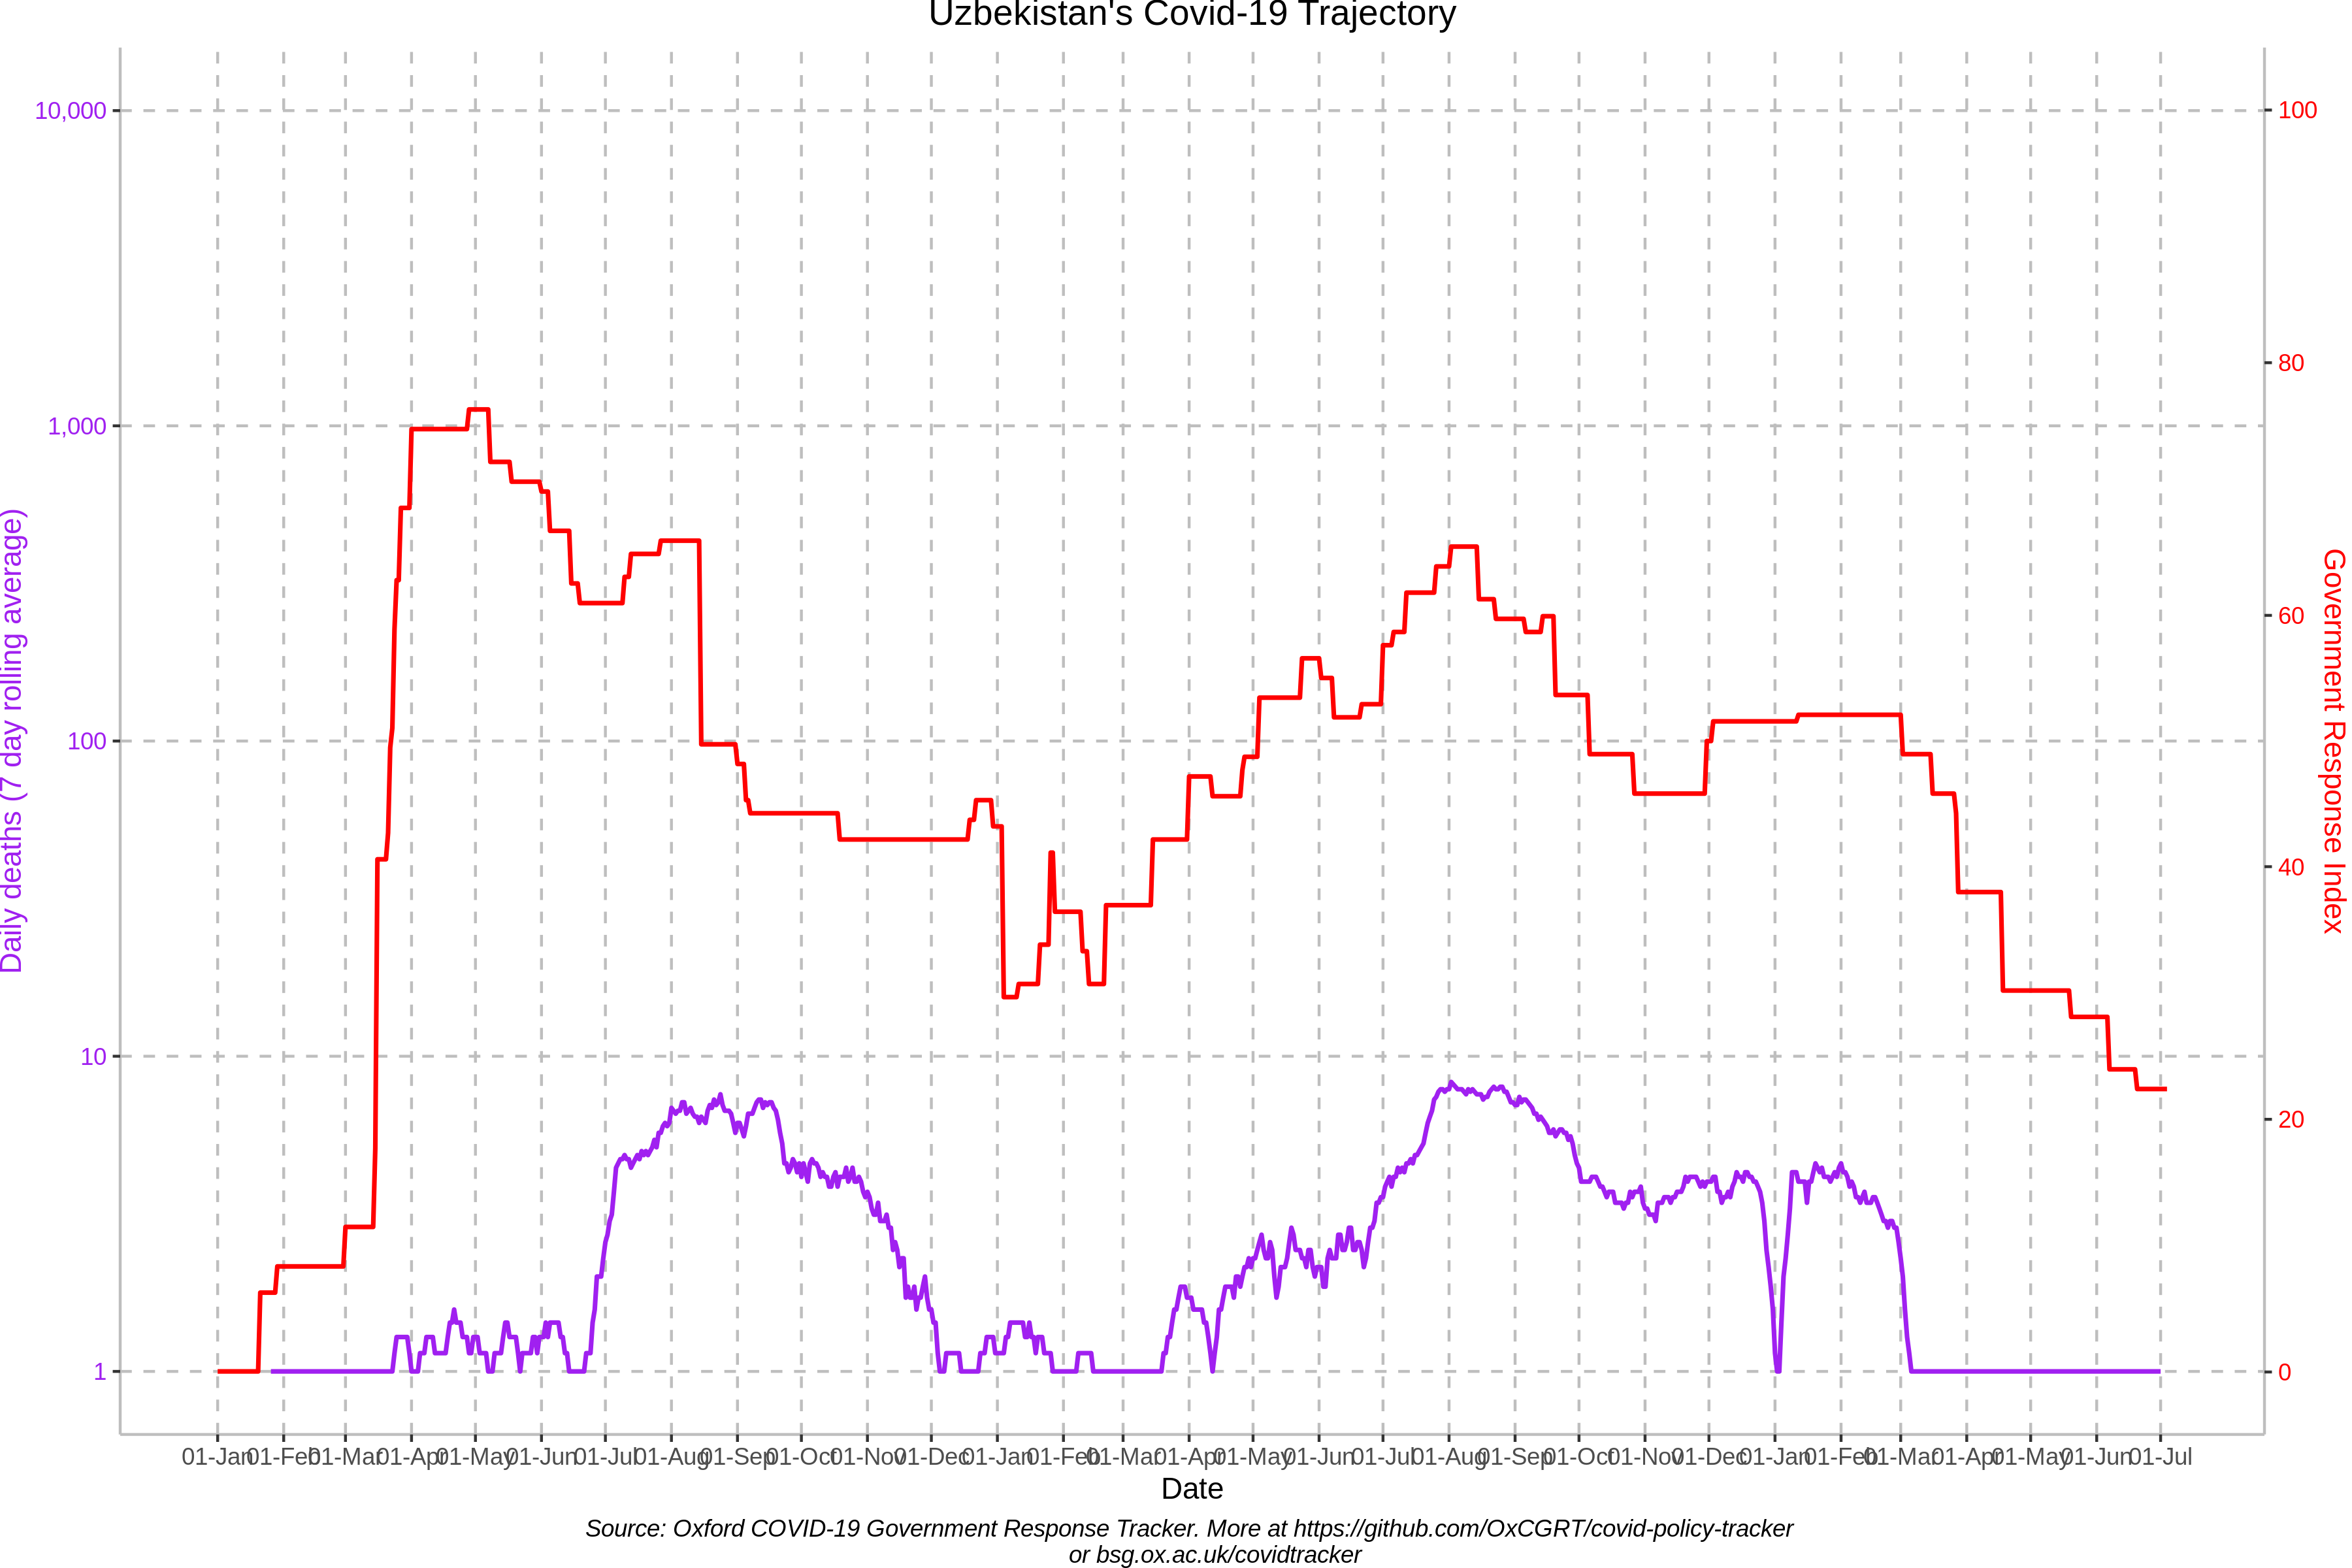 Uzbekistan's Covid-19 Trajectory
10,000
1,000
100
10
1
Daily deaths (7 day rolling average)
100
80
60
40
20
0
Government Response Index
01-Jan 01-Feb 01-Mar 01-Apr 01-May 01-Jun 01-Jul 01-Aug 01-Sep 01-Oct 01-Nov 01-Dec 01-Jan 01-Feb 01-Mar 01-Apr 01-May 01-Jun 01-Jul 01-Aug 01-Sep 01-Oct 01-Nov 01-Dec 01-Jan 01-Feb 01-Mar 01-Apr 01-May 01-Jun 01-Jul
Date
Source: Oxford COVID-19 Government Response Tracker. More at https://github.com/OxCGRT/covid-policy-tracker
or bsg.ox.ac.uk/covidtracker